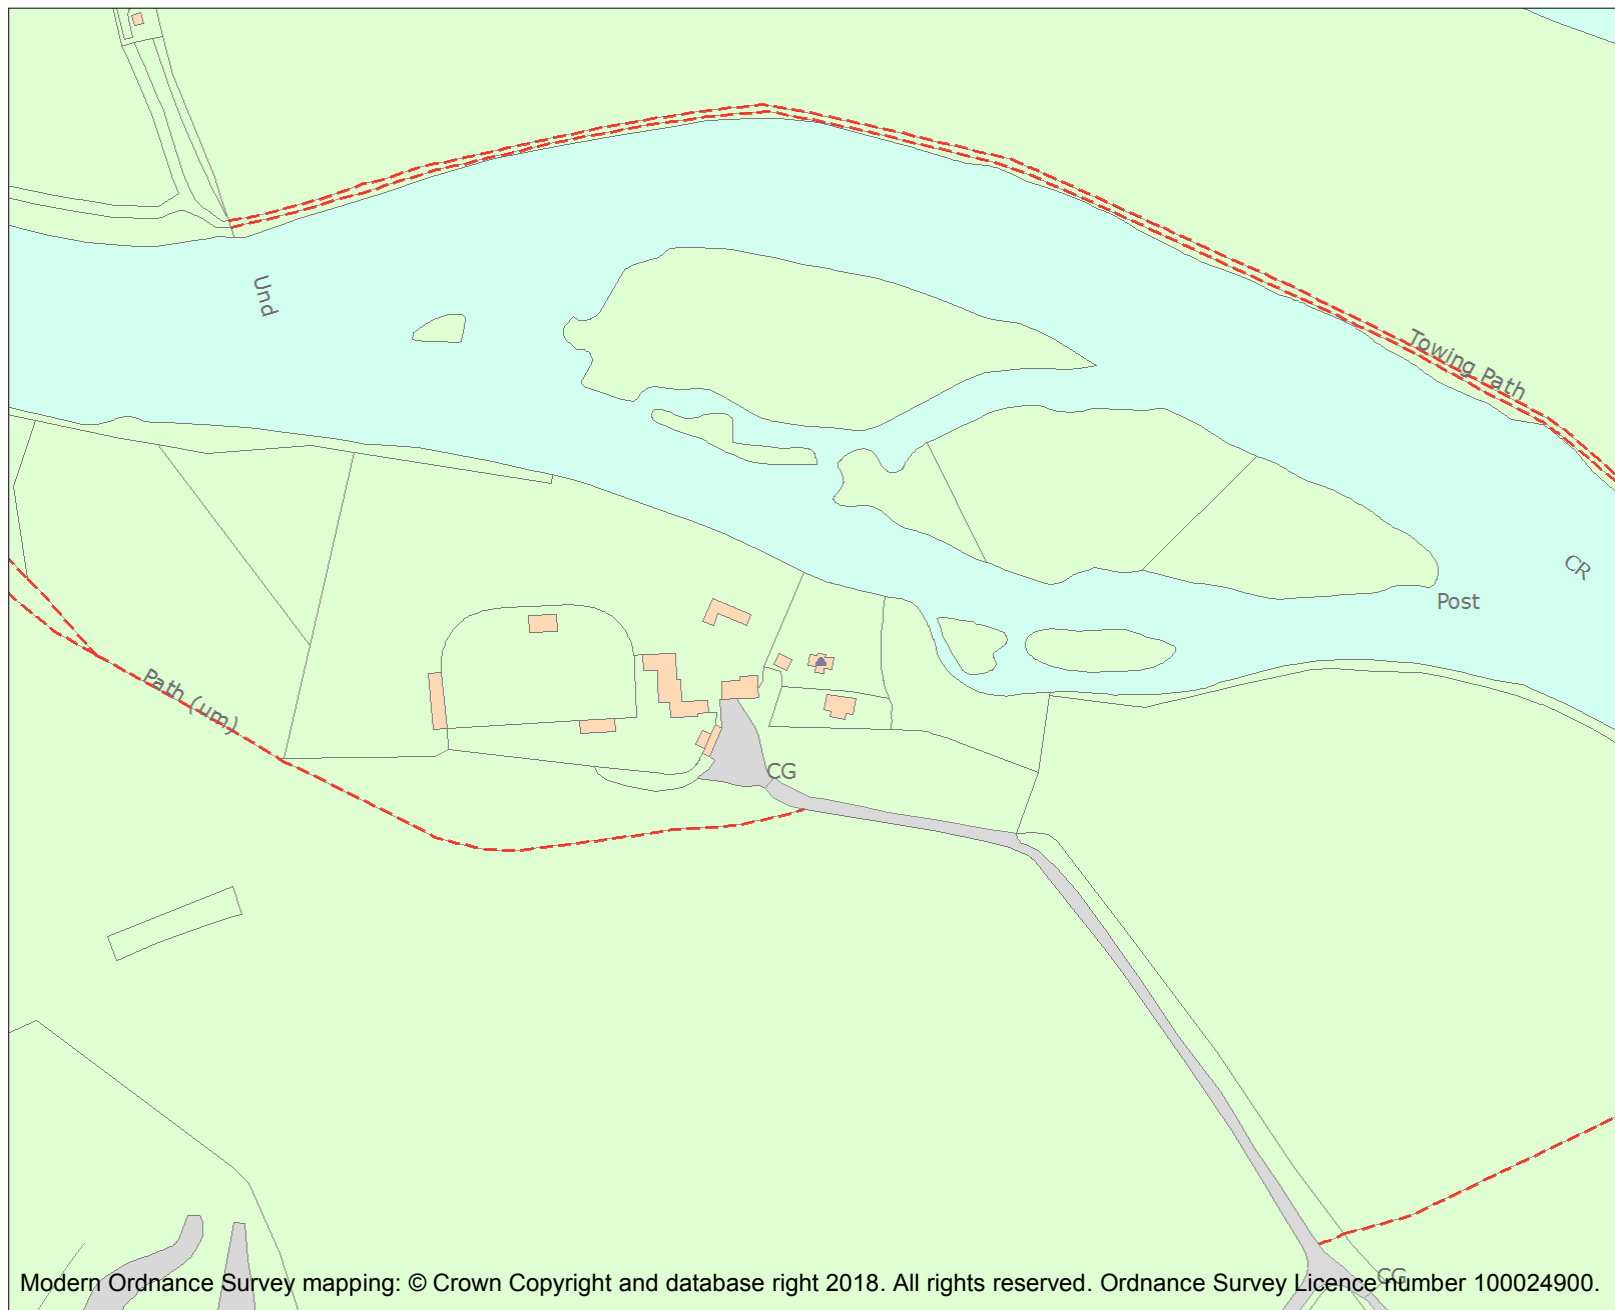 Und
Towing Path
CR
Post
Path (um)
CG
CG
Modern Ordnance Survey mapping: © Crown Copyright and database right 2018. All rights reserved. Ordnance Survey Licence number 100024900.